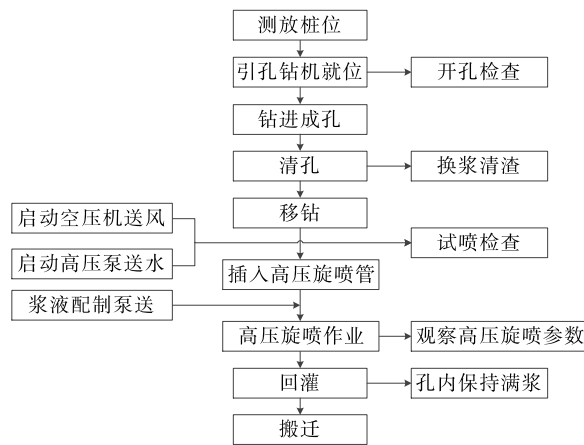 测放桩位
引孔钻机就位
开孔检查
钻进成孔
清孔
换浆清渣
启动空压机送风
移钻
试喷检查
启动高压泵送水
插入高压旋喷管
浆液配制泵送
高压旋喷作业
观察高压旋喷参数
回灌
孔内保持满浆
搬迁